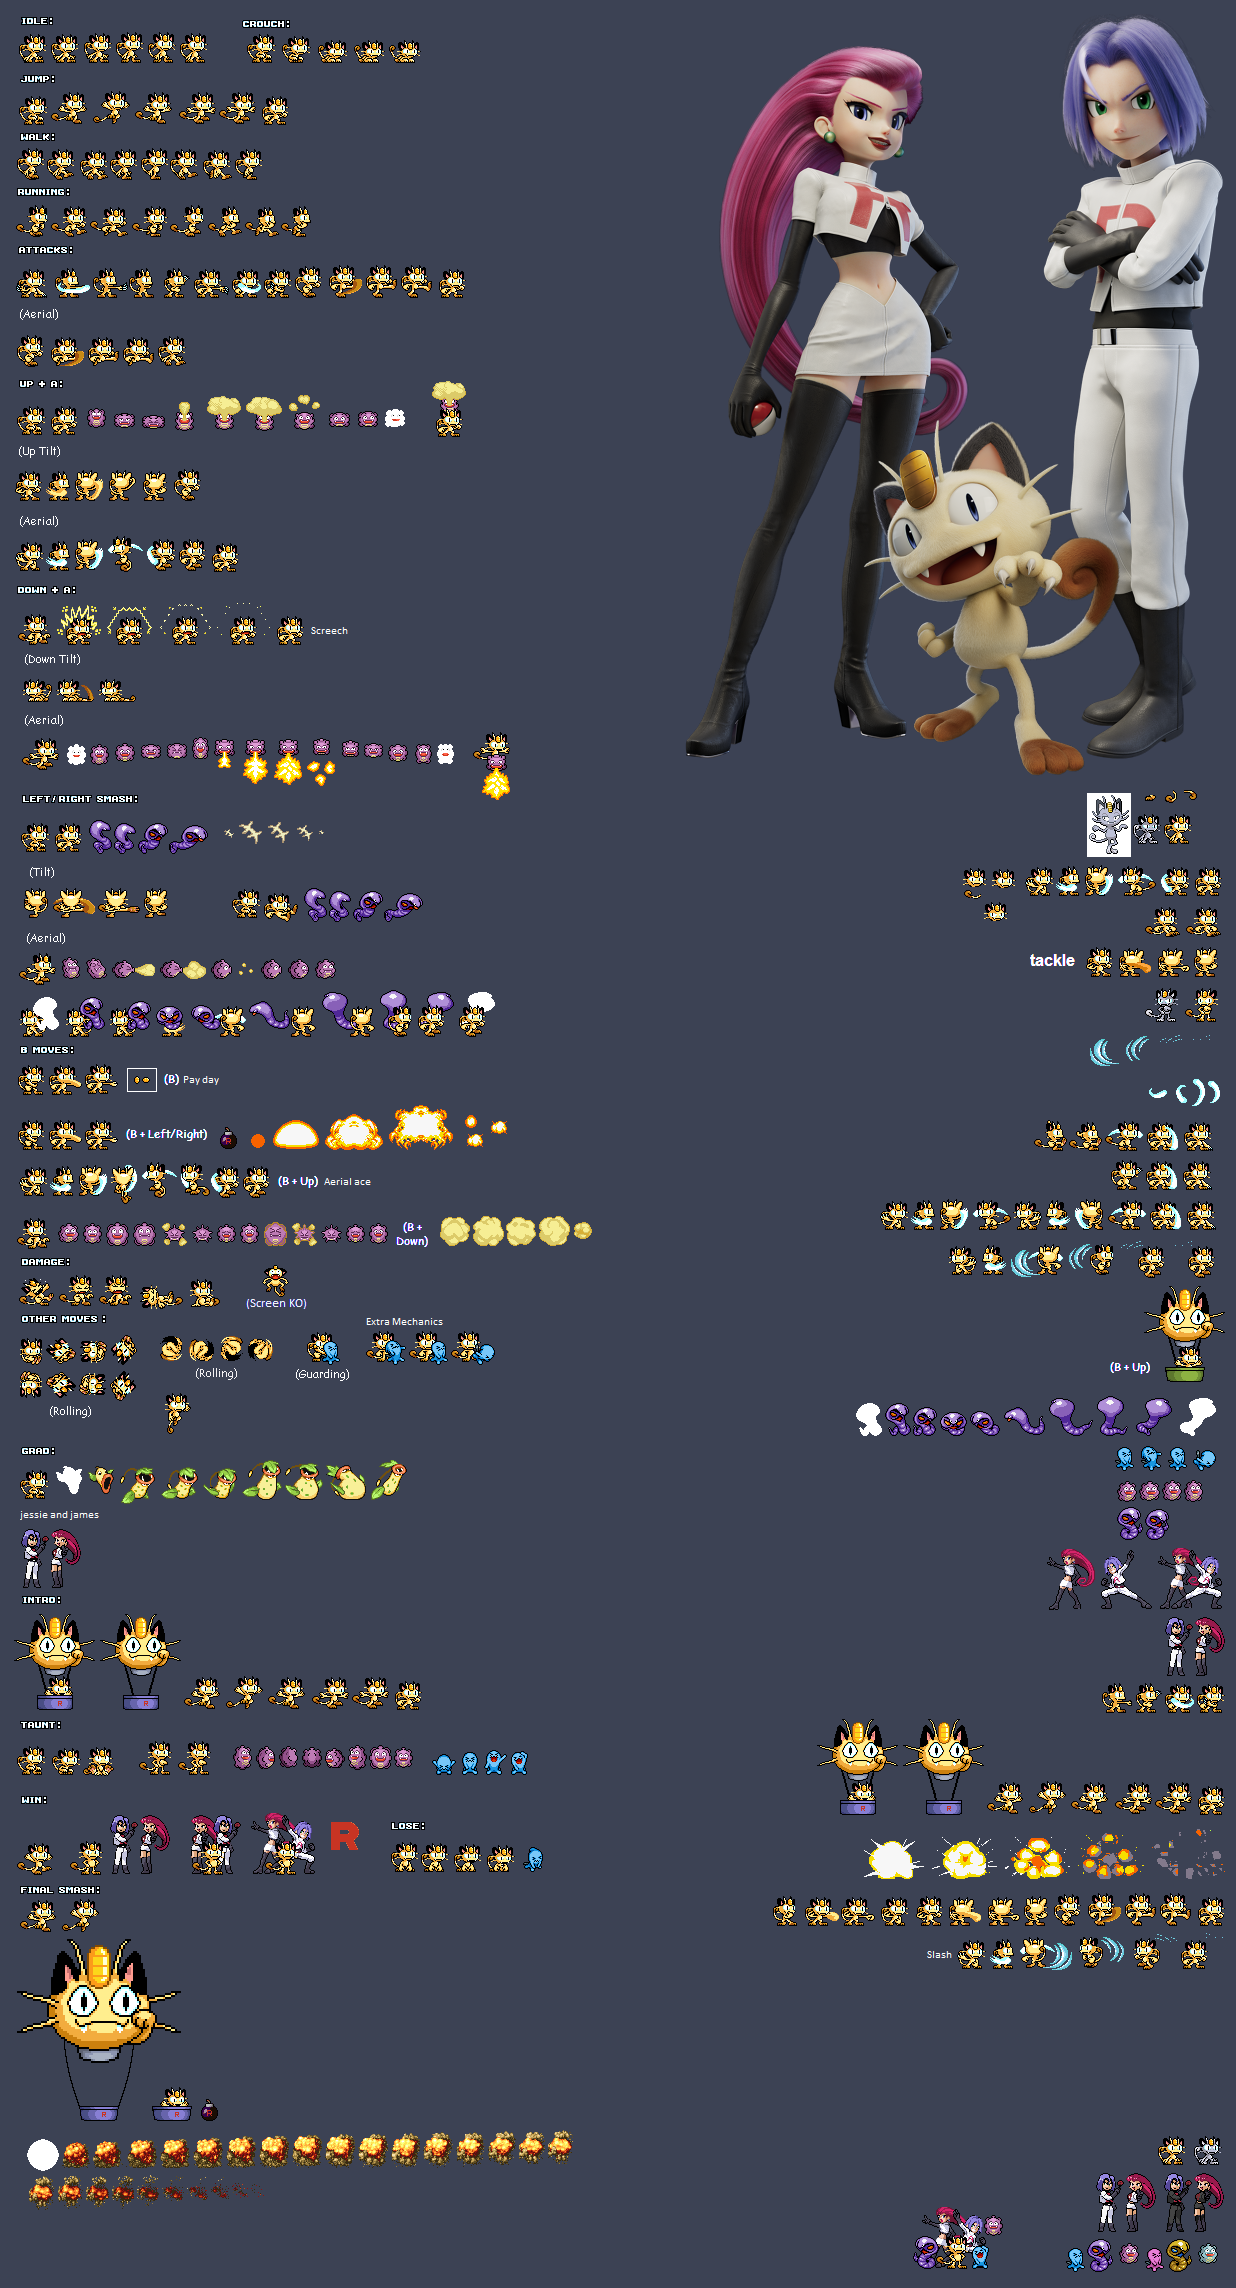 IDLE:
CROUCH:
JUMP:
WALK:
RUNNING:
ATTACKS:
(Aerial)
UP + A:
(Up Tilt)
(Aerial)
DOWN + A:
Screech
(Down Tilt)
(Aerial)
LEFT/RIGHT SMASH:
(Tilt)
(Aerial)
tackle
B MOVES:
(B) Pay day
(B + Left/Right)
(B + Up) Aerial ace
(B +
Down)
DAMAGE:
(Screen KO)
OTHER MOVES :
Extra Mechanics
(Rolling)
(Guarding)
(B + Up)
(Rolling)
GRAD:
jessie and james
INTRO:
R
R
TAUNT:
R
R
WIN:
R
LOSE:
FINAL SMASH:
Slash
R
R